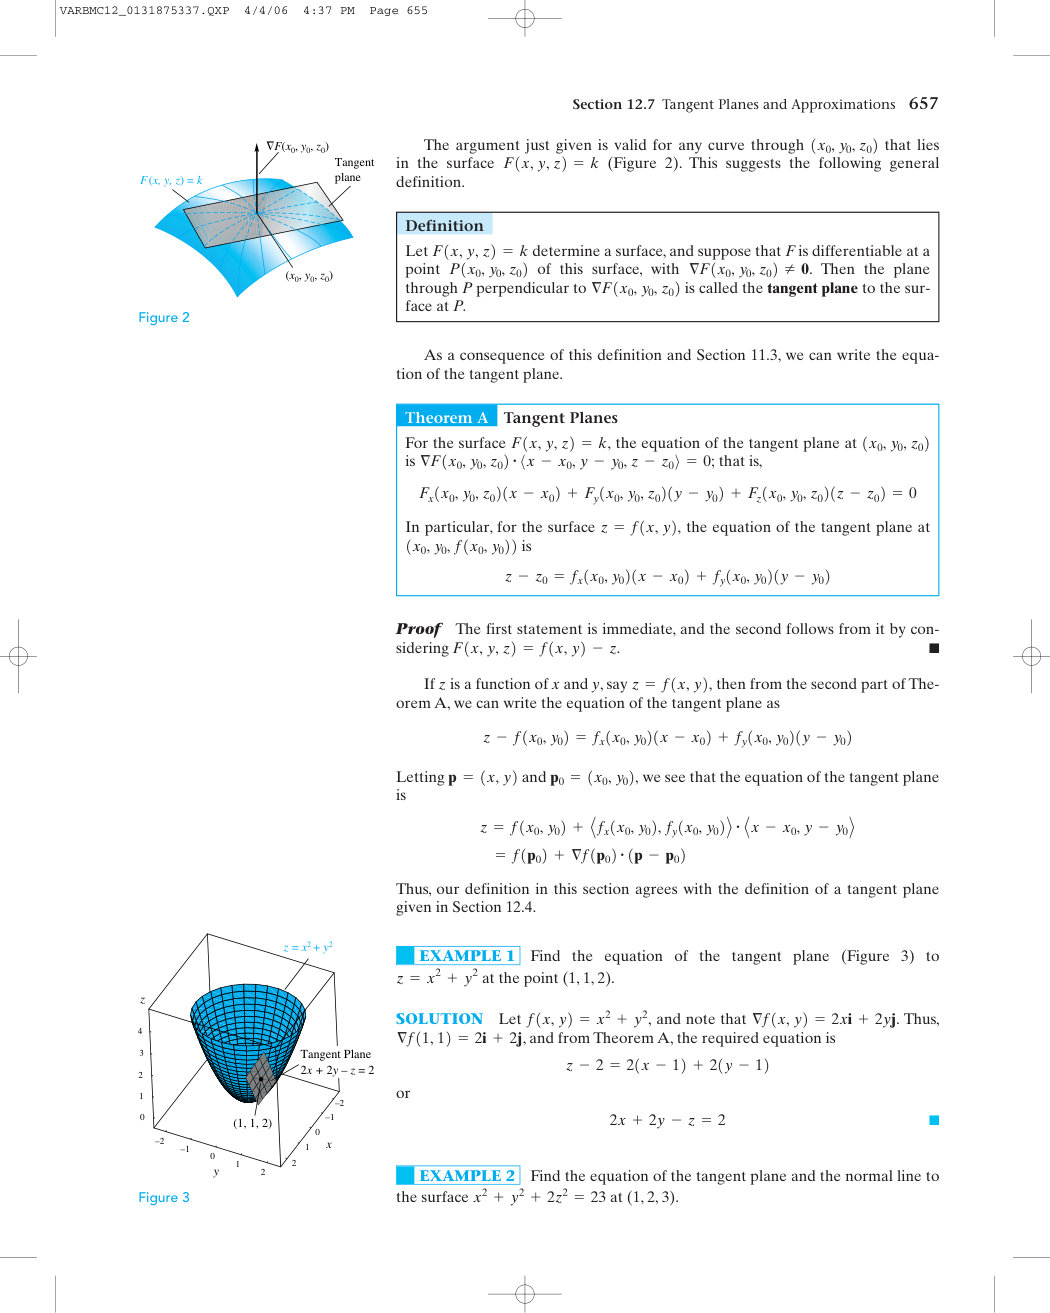 VARBMC12_0131875337.QXP 4/4/06 4:37 PM Page 655
Section 12.7 Tangent Planes and Approximations 657
∇F(x₀, y₀, z₀)
Tangent
plane
F(x, y, z) = k
(x₀, y₀, z₀)
Figure 2
The argument just given is valid for any curve through (x₀, y₀, z₀) that lies
in the surface F(x, y, z) = k (Figure 2). This suggests the following general
definition.
Definition
Let F(x, y, z) = k determine a surface, and suppose that F is differentiable at a
point P(x₀, y₀, z₀) of this surface, with ∇F(x₀, y₀, z₀) ≠ 0. Then the plane
through P perpendicular to ∇F(x₀, y₀, z₀) is called the tangent plane to the sur-
face at P.
As a consequence of this definition and Section 11.3, we can write the equa-
tion of the tangent plane.
Theorem A Tangent Planes
For the surface F(x, y, z) = k, the equation of the tangent plane at (x₀, y₀, z₀)
is ∇F(x₀, y₀, z₀) · ⟨x − x₀, y − y₀, z − z₀⟩ = 0; that is,
Fₓ(x₀, y₀, z₀)(x − x₀) + F_y(x₀, y₀, z₀)(y − y₀) + F_z(x₀, y₀, z₀)(z − z₀) = 0
In particular, for the surface z = f(x, y), the equation of the tangent plane at
(x₀, y₀, f(x₀, y₀)) is
z − z₀ = fₓ(x₀, y₀)(x − x₀) + f_y(x₀, y₀)(y − y₀)
Proof The first statement is immediate, and the second follows from it by con-
sidering F(x, y, z) = f(x, y) − z. ■
If z is a function of x and y, say z = f(x, y), then from the second part of The-
orem A, we can write the equation of the tangent plane as
z − f(x₀, y₀) = fₓ(x₀, y₀)(x − x₀) + f_y(x₀, y₀)(y − y₀)
Letting p = (x, y) and p₀ = (x₀, y₀), we see that the equation of the tangent plane
is
z = f(x₀, y₀) + ⟨fₓ(x₀, y₀), f_y(x₀, y₀)⟩ · ⟨x − x₀, y − y₀⟩
= f(p₀) + ∇f(p₀) · (p − p₀)
Thus, our definition in this section agrees with the definition of a tangent plane
given in Section 12.4.
EXAMPLE 1 Find the equation of the tangent plane (Figure 3) to
z = x² + y² at the point (1, 1, 2).
SOLUTION Let f(x, y) = x² + y², and note that ∇f(x, y) = 2xi + 2yj. Thus,
∇f(1, 1) = 2i + 2j, and from Theorem A, the required equation is
z − 2 = 2(x − 1) + 2(y − 1)
or
2x + 2y − z = 2 ■
z = x² + y²
z
4
3
2
1
0
Tangent Plane
2x + 2y – z = 2
(1, 1, 2)
–2
–1
0
1
2
y
–2
–1
0
1
2
x
Figure 3
EXAMPLE 2 Find the equation of the tangent plane and the normal line to
the surface x² + y² + 2z² = 23 at (1, 2, 3).